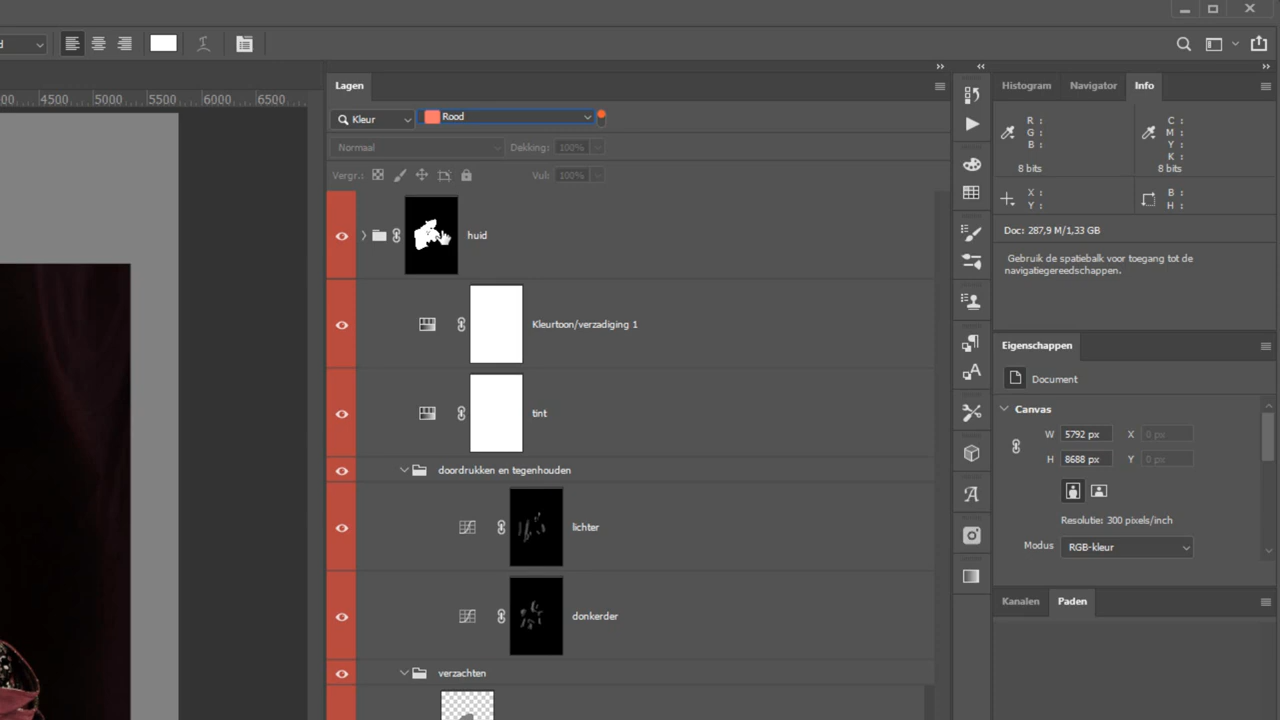 d
00 4500 5000 5500 6000 6500
Lagen
Histogram Navigator Info
Kleur Rood
Normaal Dekking: 100%
Vergr.: Vul: 100%
R :
G :
B :
8 bits
C :
M :
Y :
K :
8 bits
X :
Y :
B :
H :
Doc: 287,9 M/1,33 GB
Gebruik de spatiebalk voor toegang tot de
navigatiegereedschappen.
huid
Kleurtoon/verzadiging 1
tint
doordrukken en tegenhouden
lichter
donkerder
verzachten
Eigenschappen
Document
Canvas
W 5792 px X 0 px
H 8688 px Y 0 px
Resolutie: 300 pixels/inch
Modus RGB-kleur
Kanalen Paden